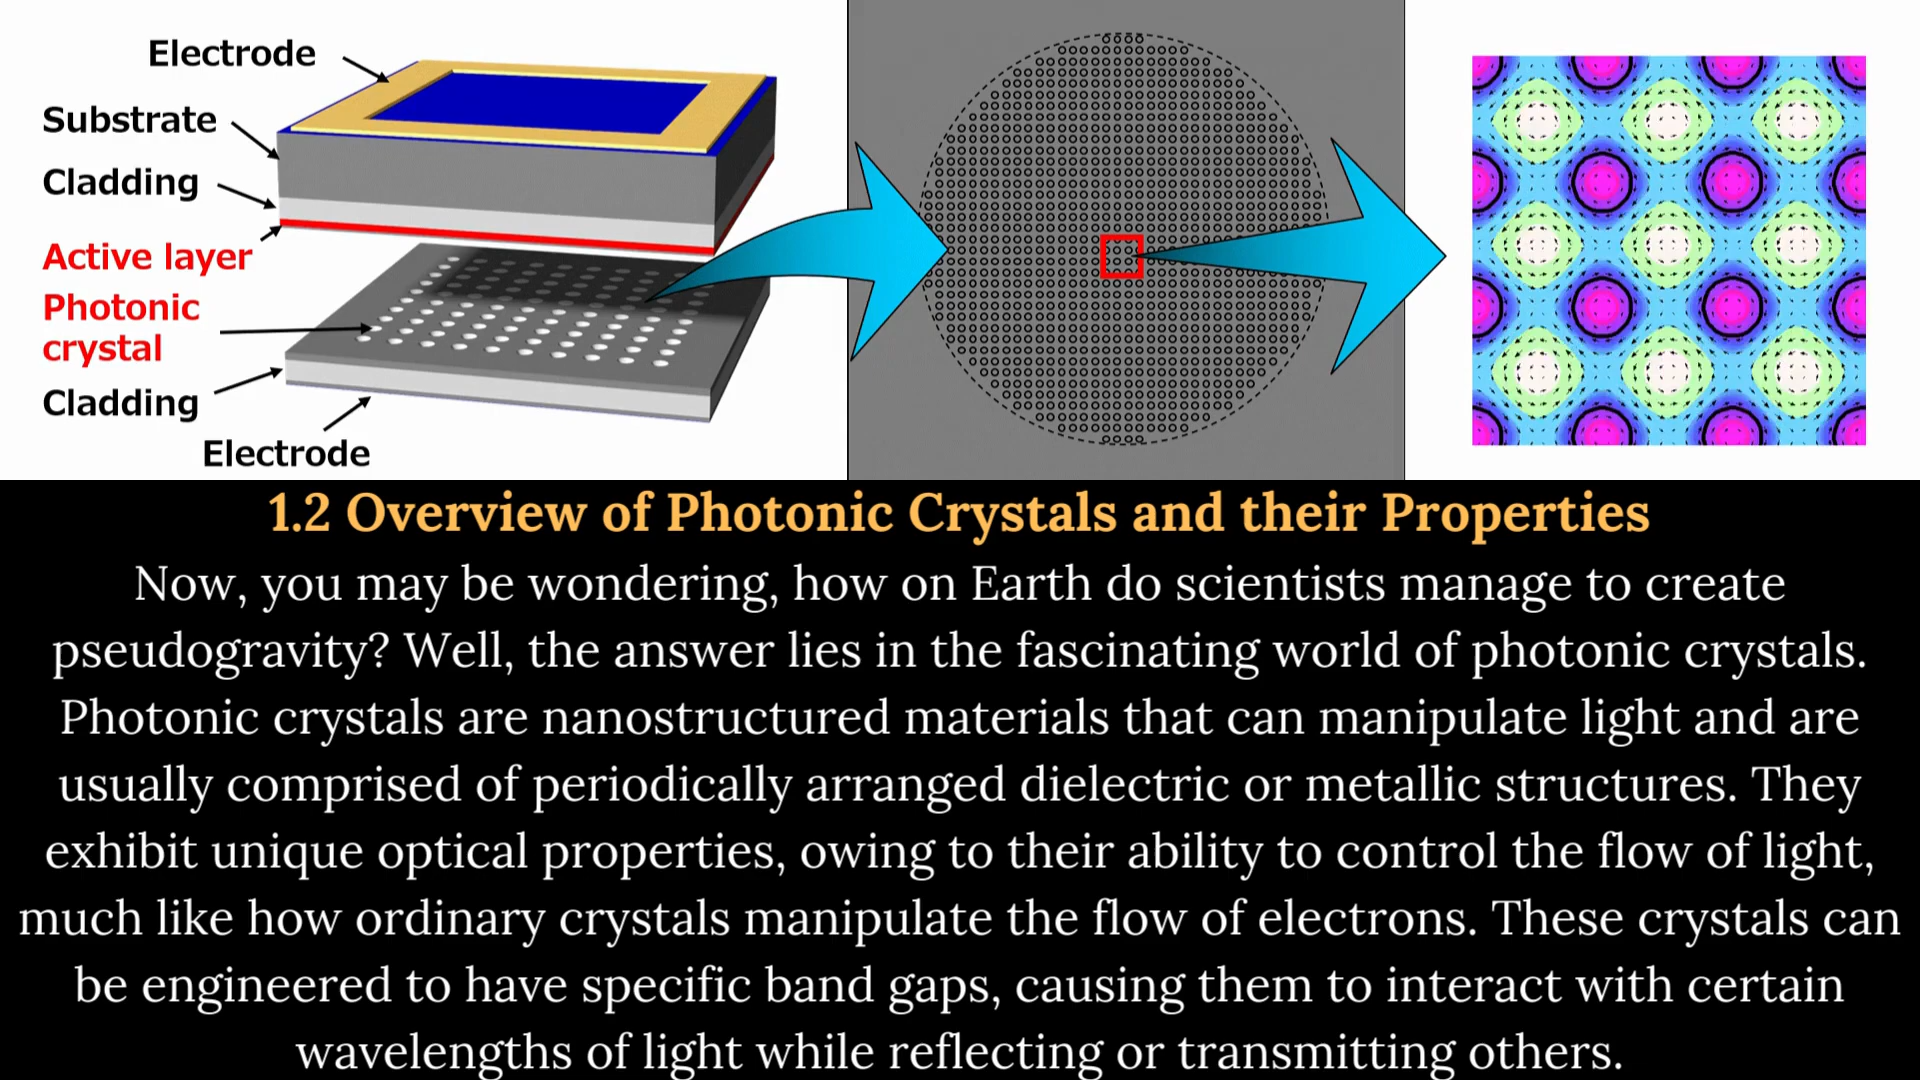 Electrode
Substrate
Cladding
Active layer
Photonic
crystal
Cladding
Electrode
1.2 Overview of Photonic Crystals and their Properties
Now, you may be wondering, how on Earth do scientists manage to create
pseudogravity? Well, the answer lies in the fascinating world of photonic crystals.
Photonic crystals are nanostructured materials that can manipulate light and are
usually comprised of periodically arranged dielectric or metallic structures. They
exhibit unique optical properties, owing to their ability to control the flow of light,
much like how ordinary crystals manipulate the flow of electrons. These crystals can
be engineered to have specific band gaps, causing them to interact with certain
wavelengths of light while reflecting or transmitting others.